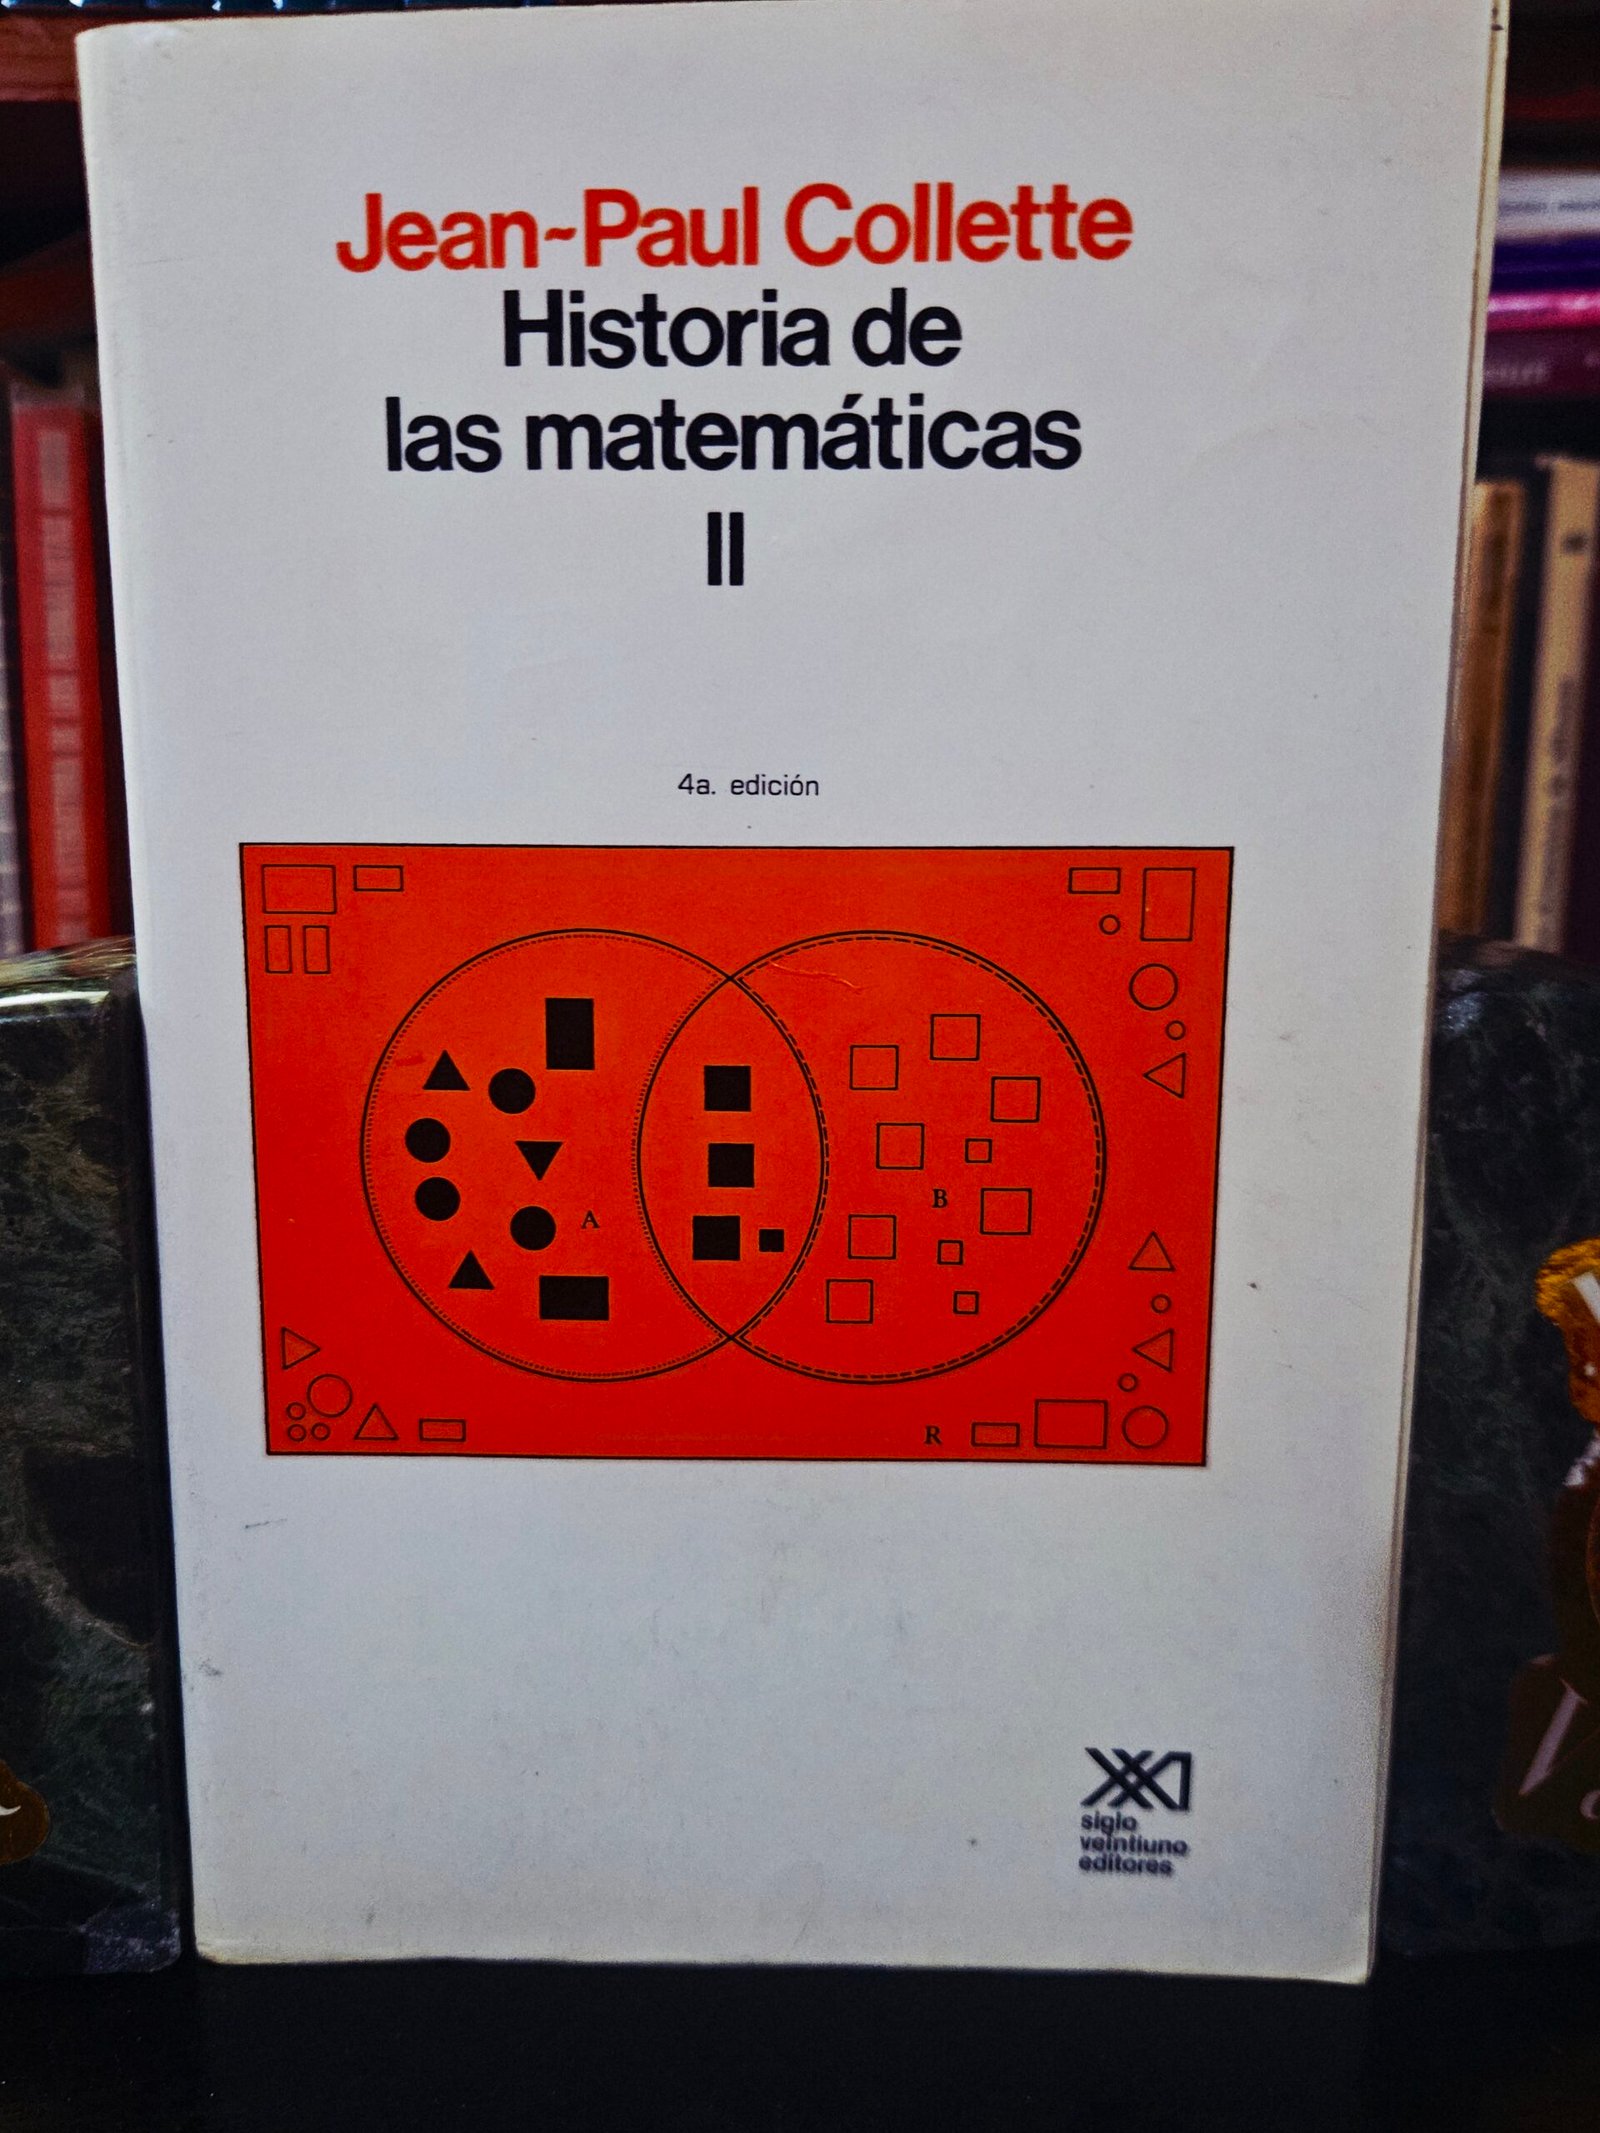 Jean-Paul Collette
Historia de
las matemáticas
II
4a. edición
A
B
R
siglo
veintiuno
editores